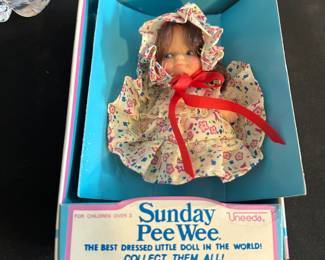 FOR CHILDREN OVER 3
Sunday
Pee Wee
Uneeda
THE BEST DRESSED LITTLE DOLL IN THE WORLD!
COLLECT THEM ALL!